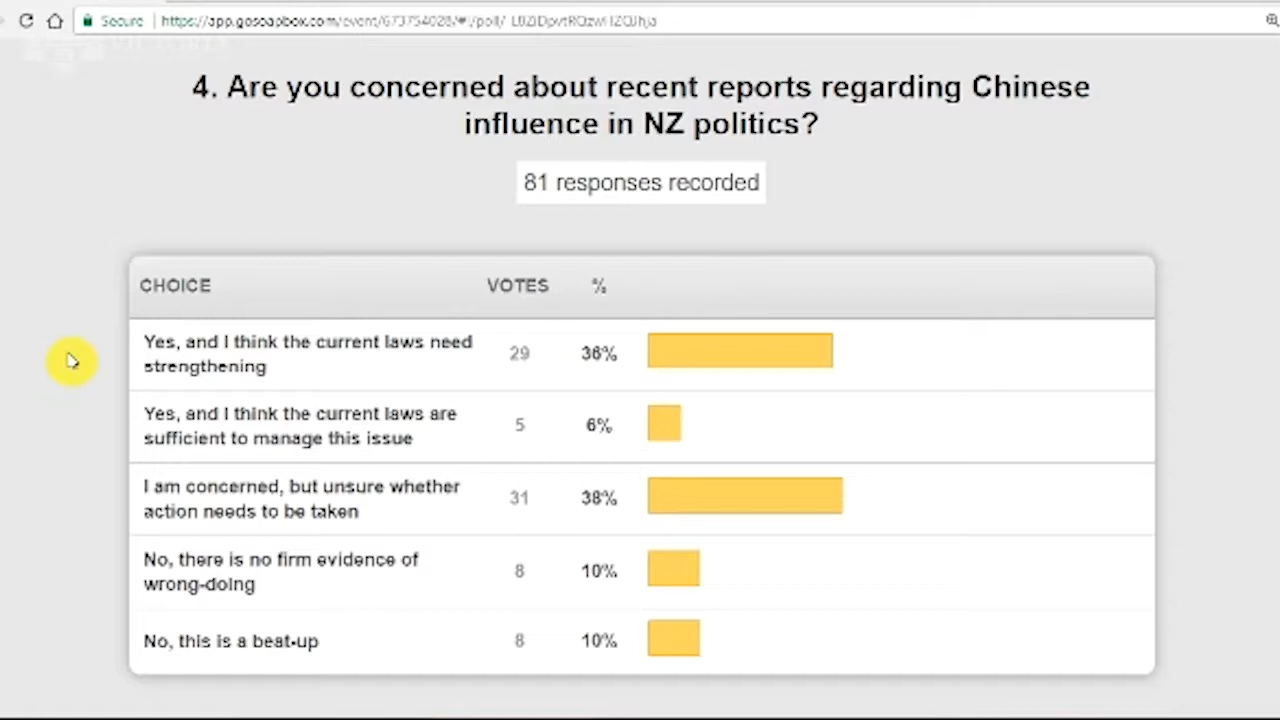 Secure
4. Are you concerned about recent reports regarding Chinese
influence in NZ politics?
81 responses recorded
CHOICE VOTES %
Yes, and I think the current laws need
strengthening
29 36%
Yes, and I think the current laws are
sufficient to manage this issue
5 6%
I am concerned, but unsure whether
action needs to be taken
31 38%
No, there is no firm evidence of
wrong-doing
8 10%
No, this is a beat-up
8 10%